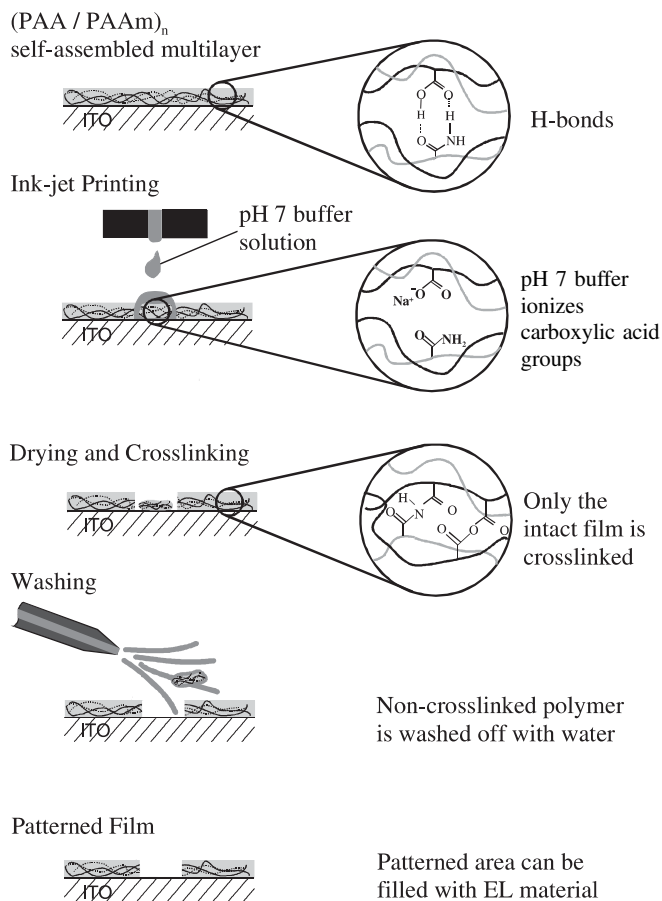 (PAA / PAAm)n
self-assembled multilayer
ITO
O
O
H
H
O
NH
H-bonds
Ink-jet Printing
pH 7 buffer
solution
ITO
Na+
O-
O
O
NH2
pH 7 buffer
ionizes
carboxylic acid
groups
Drying and Crosslinking
ITO
H
O
O
N
O
O
O
Only the
intact film is
crosslinked
Washing
ITO
Non-crosslinked polymer
is washed off with water
Patterned Film
ITO
Patterned area can be
filled with EL material